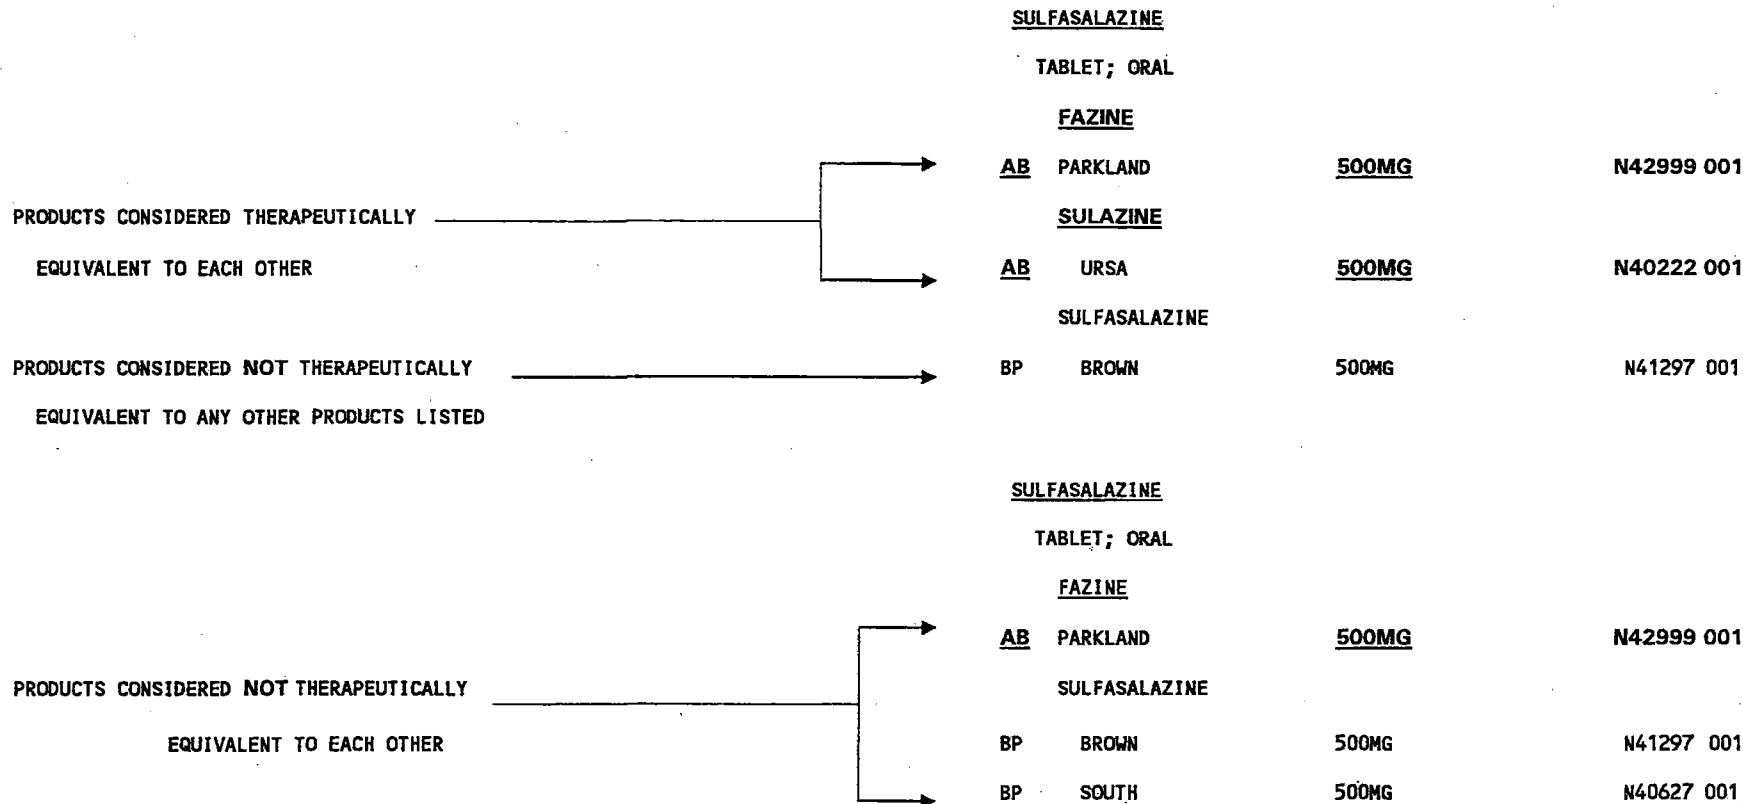 SULFASALAZINE
TABLET; ORAL
FAZINE
AB PARKLAND 500MG N42999 001
PRODUCTS CONSIDERED THERAPEUTICALLY SULAZINE
EQUIVALENT TO EACH OTHER AB URSA 500MG N40222 001
SULFASALAZINE
PRODUCTS CONSIDERED NOT THERAPEUTICALLY BP BROWN 500MG N41297 001
EQUIVALENT TO ANY OTHER PRODUCTS LISTED
SULFASALAZINE
TABLET; ORAL
FAZINE
AB PARKLAND 500MG N42999 001
PRODUCTS CONSIDERED NOT THERAPEUTICALLY SULFASALAZINE
EQUIVALENT TO EACH OTHER BP BROWN 500MG N41297 001
BP SOUTH 500MG N40627 001